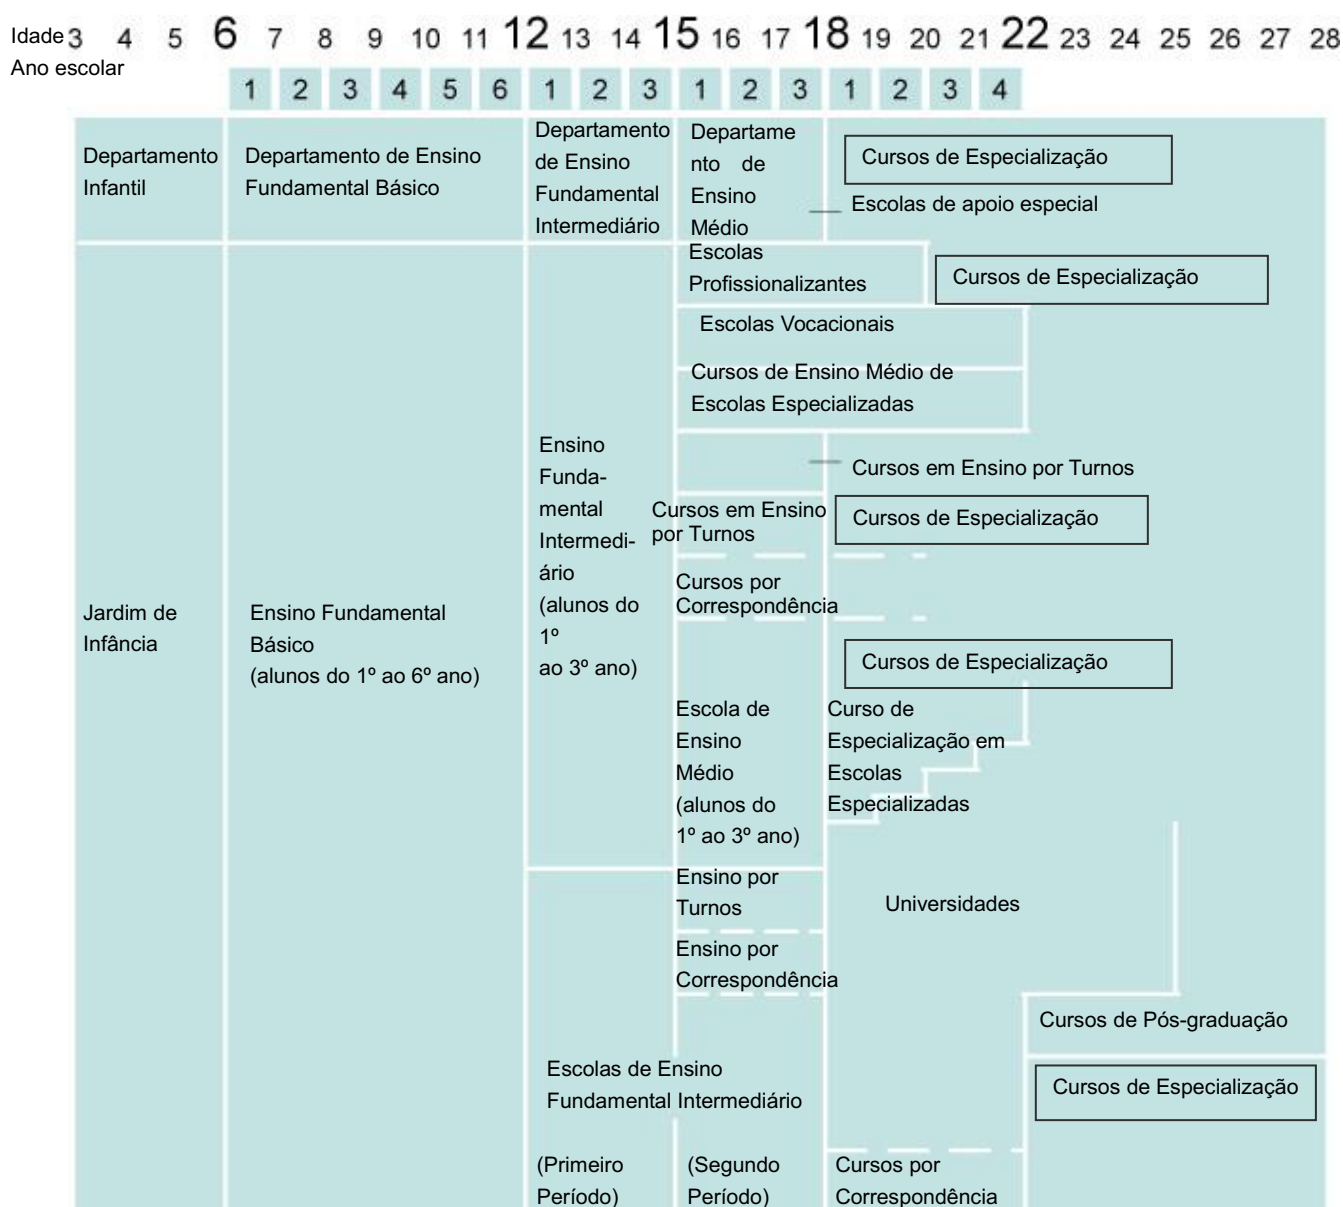 Idade 3 4 5 6 7 8 9 10 11 12 13 14 15 16 17 18 19 20 21 22 23 24 25 26 27 28
Ano escolar
1 2 3 4 5 6 1 2 3 1 2 3 1 2 3 4
Departamento
Infantil
Departamento de Ensino
Fundamental Básico
Departamento
de Ensino
Fundamental
Intermediário
Departame
nto de
Ensino
Médio
Cursos de Especialização
Escolas de apoio especial
Escolas
Profissionalizantes
Cursos de Especialização
Escolas Vocacionais
Cursos de Ensino Médio de
Escolas Especializadas
Jardim de
Infância
Ensino Fundamental
Básico
(alunos do 1º ao 6º ano)
Ensino
Funda-
mental
Intermedi-
ário
(alunos do
1º
ao 3º ano)
Cursos em Ensino por Turnos
Cursos em Ensino
por Turnos
Cursos de Especialização
Cursos por
Correspondência
Cursos de Especialização
Escola de
Ensino
Médio
(alunos do
1º ao 3º ano)
Curso de
Especialização em
Escolas
Especializadas
Ensino por
Turnos
Universidades
Ensino por
Correspondência
Cursos de Pós-graduação
Escolas de Ensino
Fundamental Intermediário
Cursos de Especialização
(Primeiro
Período)
(Segundo
Período)
Cursos por
Correspondência